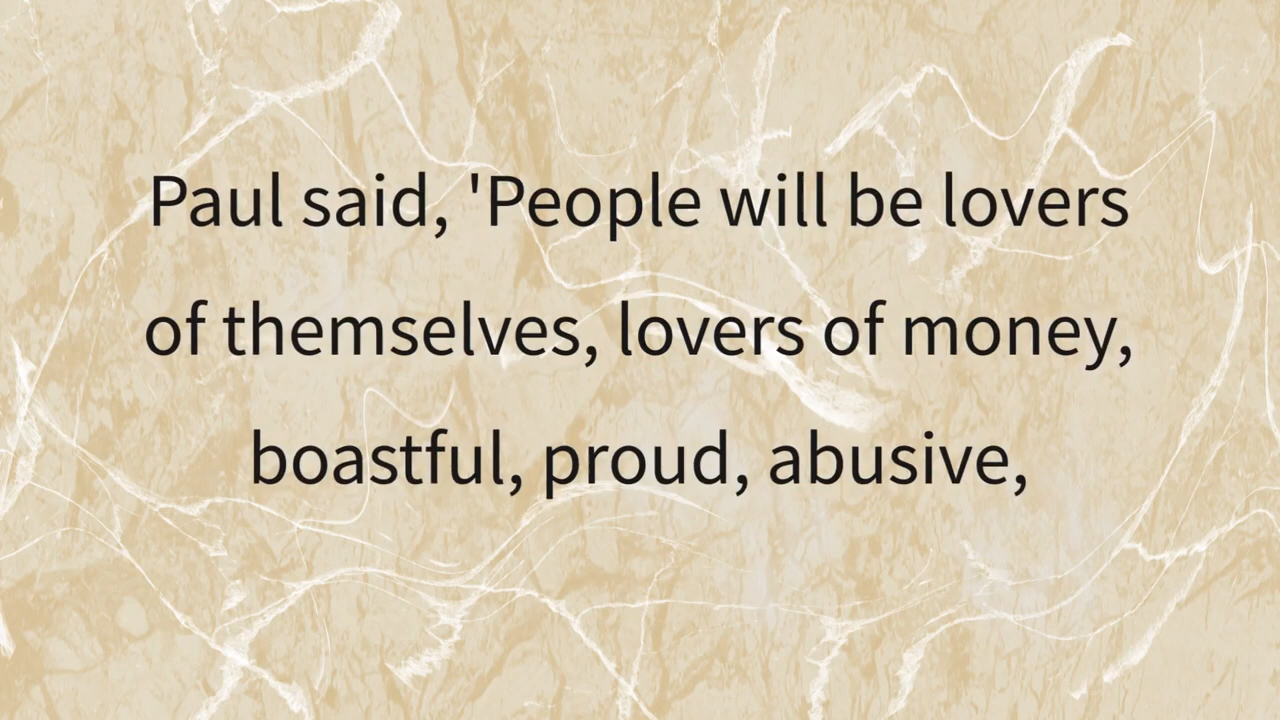 Paul said, 'People will be lovers
of themselves, lovers of money,
boastful, proud, abusive,